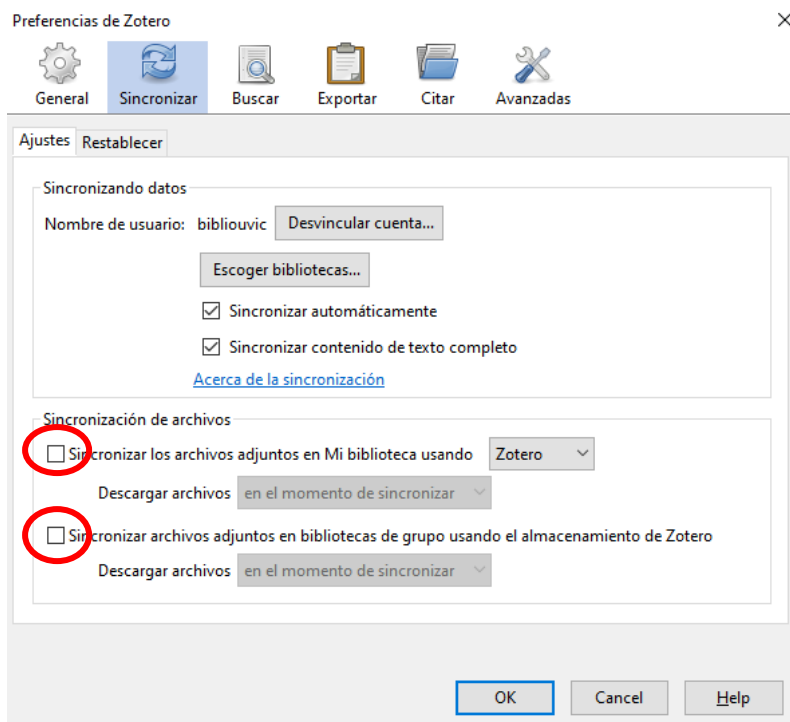 Preferencias de Zotero
General Sincronizar Buscar Exportar Citar Avanzadas
Ajustes Restablecer
Sincronizando datos
Nombre de usuario: bibliouvic Desvincular cuenta...
Escoger bibliotecas...
Sincronizar automáticamente
Sincronizar contenido de texto completo
Acerca de la sincronización
Sincronización de archivos
Sincronizar los archivos adjuntos en Mi biblioteca usando Zotero
Descargar archivos en el momento de sincronizar
Sincronizar archivos adjuntos en bibliotecas de grupo usando el almacenamiento de Zotero
Descargar archivos en el momento de sincronizar
OK Cancel Help